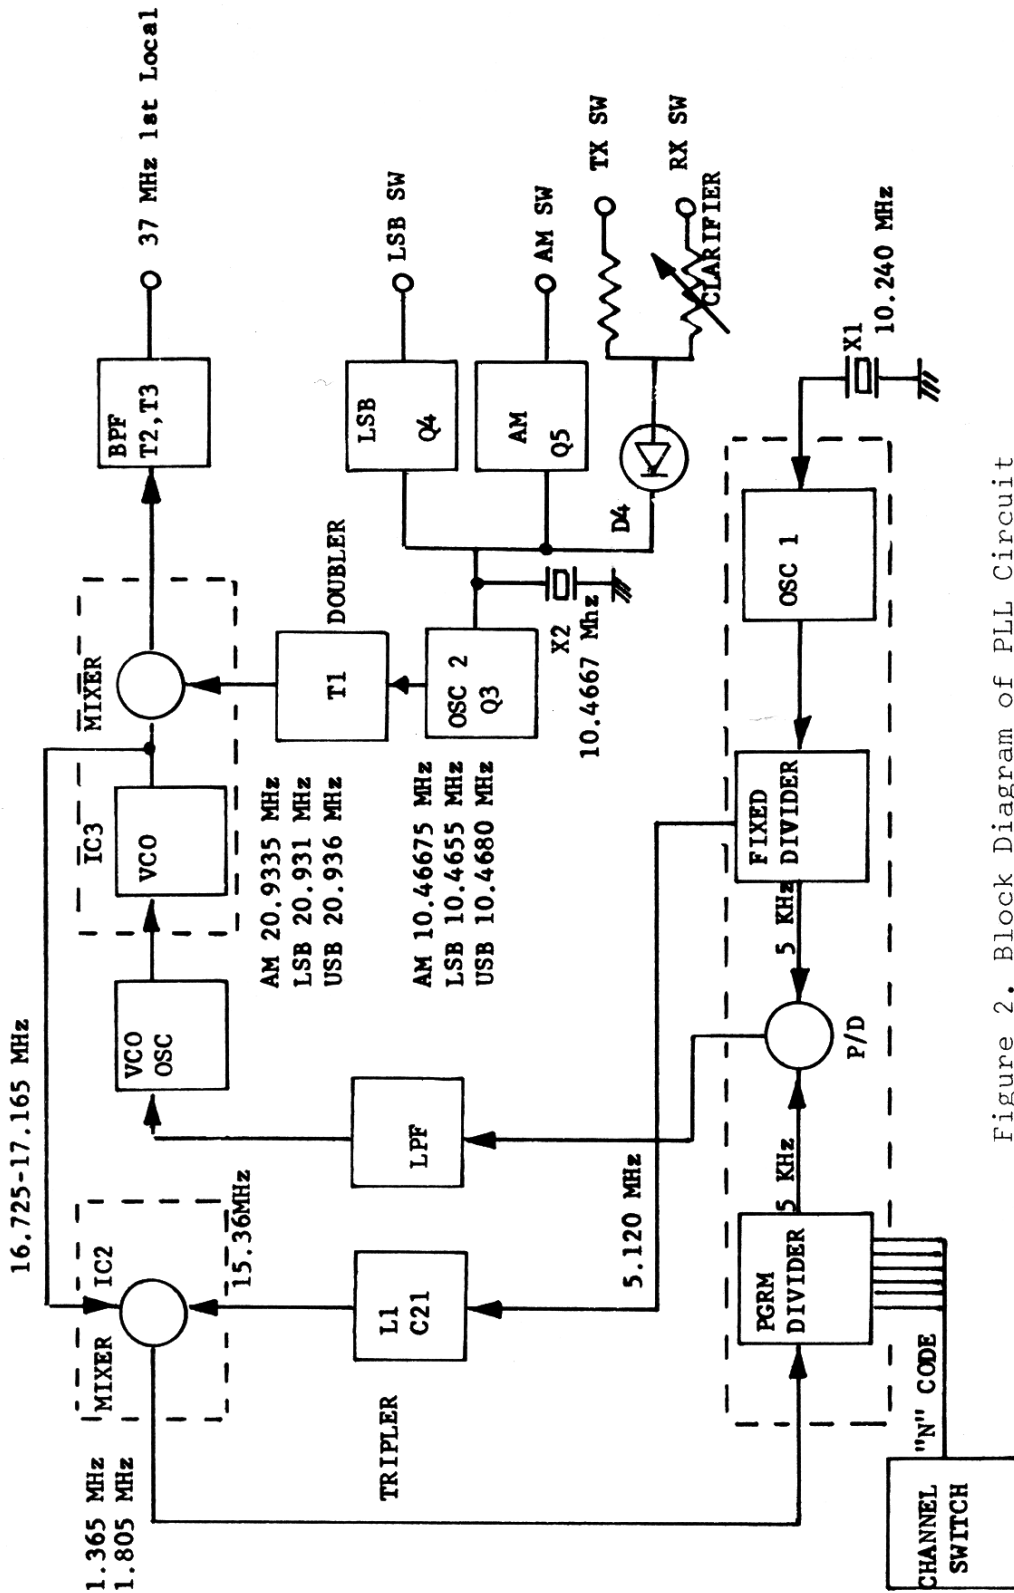 16.725-17.165 MHz
1.365 MHz
1.805 MHz
MIXER
IC2
15.36MHz
VCO
OSC
IC3
VCO
MIXER
BPF
T2,T3
37 MHz 1st Local
TRIPLER
L1
C21
LPF
AM 20.9335 MHz
LSB 20.931 MHz
USB 20.936 MHz
T1
DOUBLER
AM 10.46675 MHz
LSB 10.4655 MHz
USB 10.4680 MHz
OSC 2
Q3
X2
10.4667 Mhz
LSB
Q4
LSB SW
AM
Q5
AM SW
D4
TX SW
RX SW
CLARIFIER
5.120 MHz
PGRM
DIVIDER
5 KHz
P/D
5 KHz
FIXED
DIVIDER
OSC 1
X1
10.240 MHz
"N" CODE
CHANNEL
SWITCH
Figure 2. Block Diagram of PLL Circuit